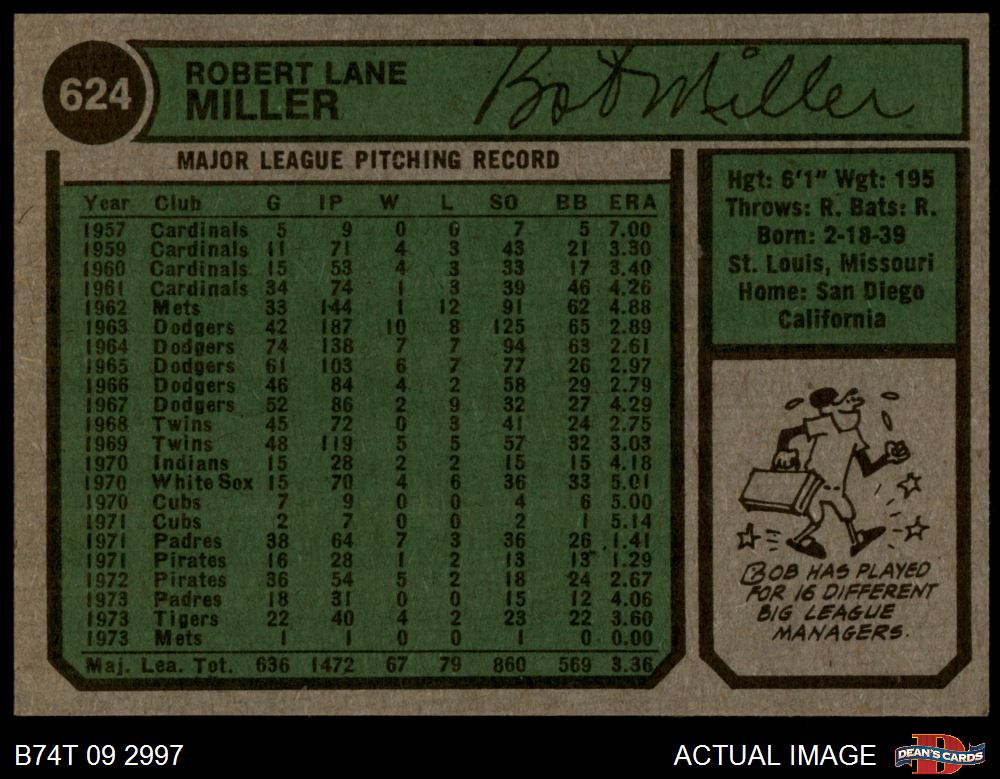 624
ROBERT LANE
MILLER
Bob Miller
MAJOR LEAGUE PITCHING RECORD
Year Club G IP W L SO BB ERA
1957 Cardinals 5 9 0 0 7 5 7.00
1959 Cardinals 11 71 4 3 43 21 3.30
1960 Cardinals 15 53 4 3 33 17 3.40
1961 Cardinals 34 74 1 3 39 46 4.26
1962 Mets 33 144 1 12 91 62 4.88
1963 Dodgers 42 187 10 8 125 65 2.89
1964 Dodgers 74 138 7 7 94 63 2.61
1965 Dodgers 61 103 6 7 77 26 2.97
1966 Dodgers 46 84 4 2 58 29 2.79
1967 Dodgers 52 86 2 9 32 27 4.29
1968 Twins 45 72 0 3 41 24 2.75
1969 Twins 48 119 5 5 57 32 3.03
1970 Indians 15 28 2 2 15 15 4.18
1970 White Sox 15 70 4 6 36 33 5.01
1970 Cubs 7 9 0 0 4 6 5.00
1971 Cubs 2 7 0 0 2 1 5.14
1971 Padres 38 64 7 3 36 26 1.41
1971 Pirates 16 28 1 2 13 13 1.29
1972 Pirates 36 54 5 2 18 24 2.67
1973 Padres 18 31 0 0 15 12 4.06
1973 Tigers 22 40 4 2 23 22 3.60
1973 Mets 1 1 0 0 1 0 0.00
Maj. Lea. Tot. 636 1472 67 79 860 569 3.36
Hgt: 6'1" Wgt: 195
Throws: R. Bats: R.
Born: 2-18-39
St. Louis, Missouri
Home: San Diego
California
BOB HAS PLAYED
FOR 16 DIFFERENT
BIG LEAGUE
MANAGERS.
B74T 09 2997
ACTUAL IMAGE
DEAN'S CARDS